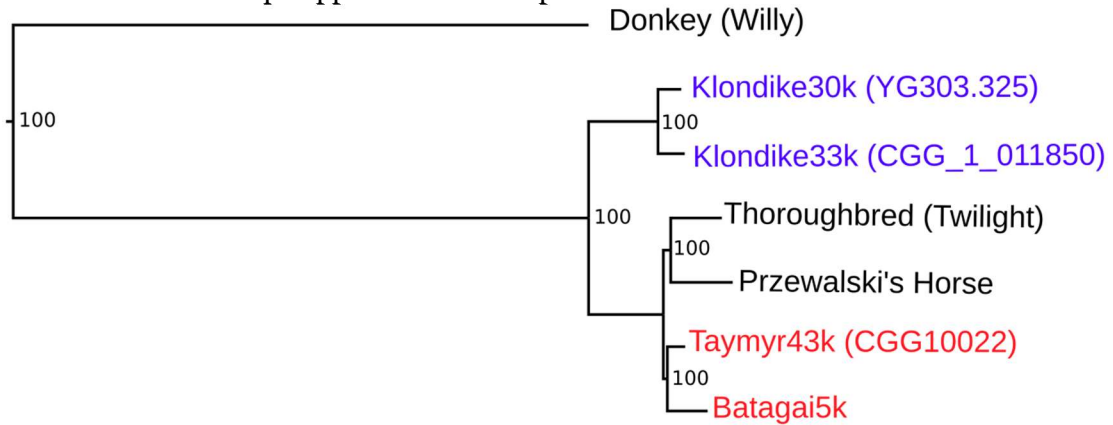 Donkey (Willy)
Klondike30k (YG303.325)
100
100
Klondike33k (CGG_1_011850)
100
Thoroughbred (Twilight)
100
Przewalski's Horse
Taymyr43k (CGG10022)
100
Batagai5k